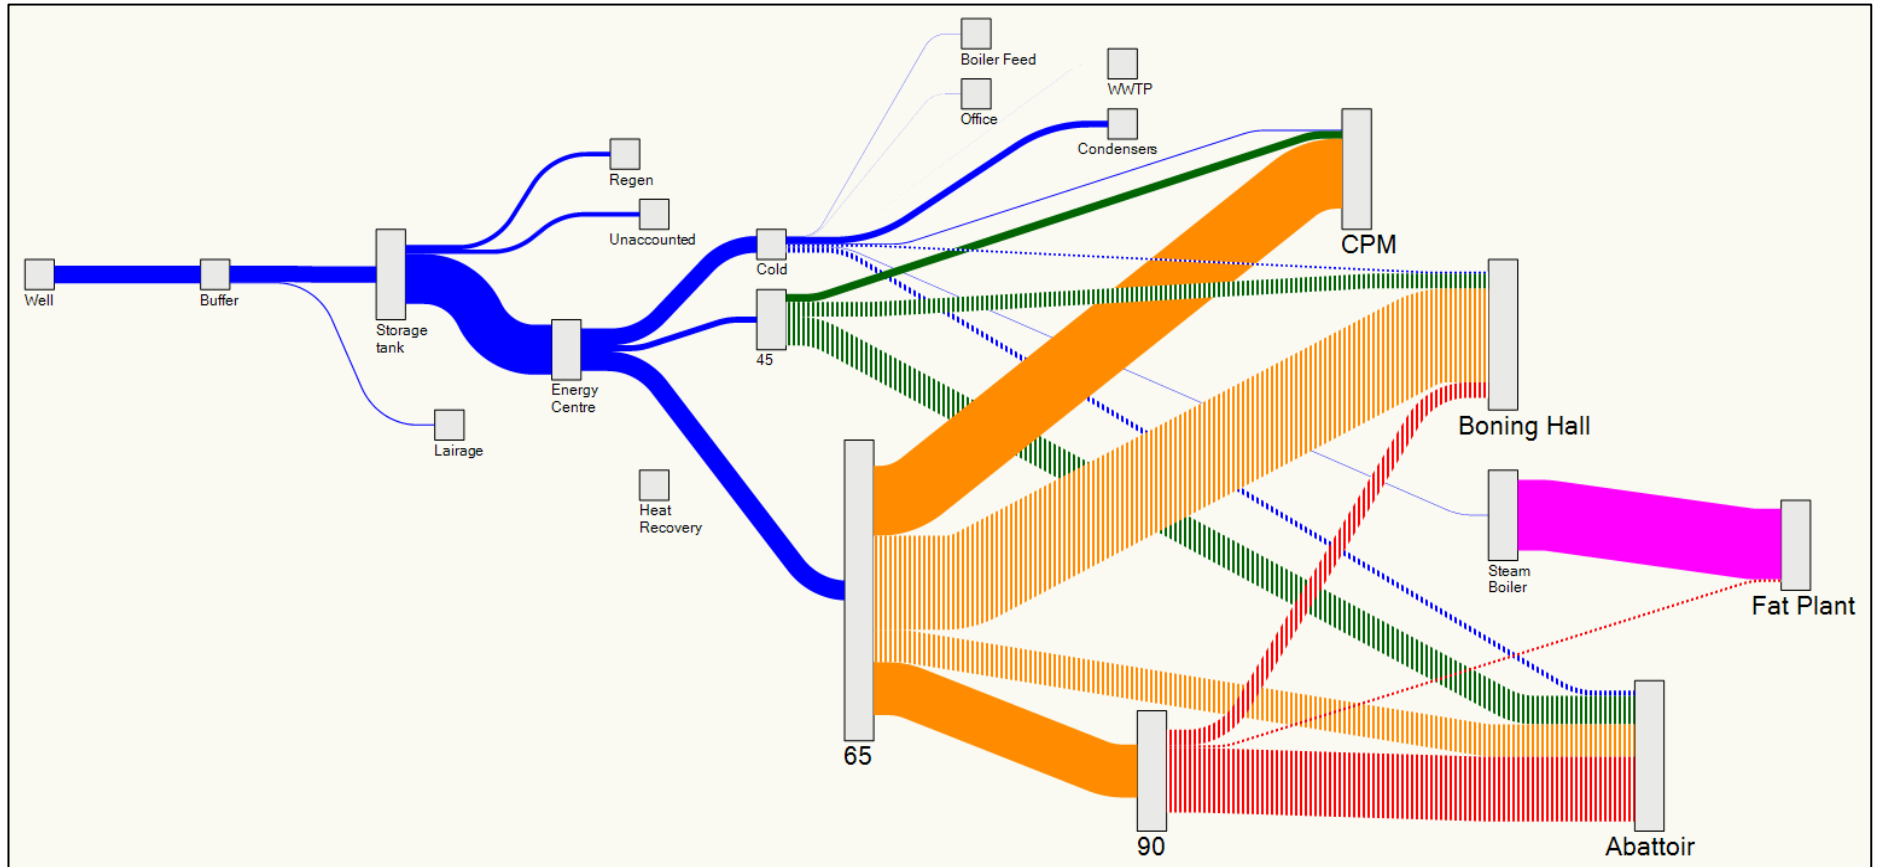 Boiler Feed
WWTP
Office
Condensers
Regen
Unaccounted
CPM
Cold
Well
Buffer
Storage
tank
45
Energy
Centre
Boning Hall
Lairage
Heat
Recovery
Steam
Boiler
Fat Plant
65
90
Abattoir